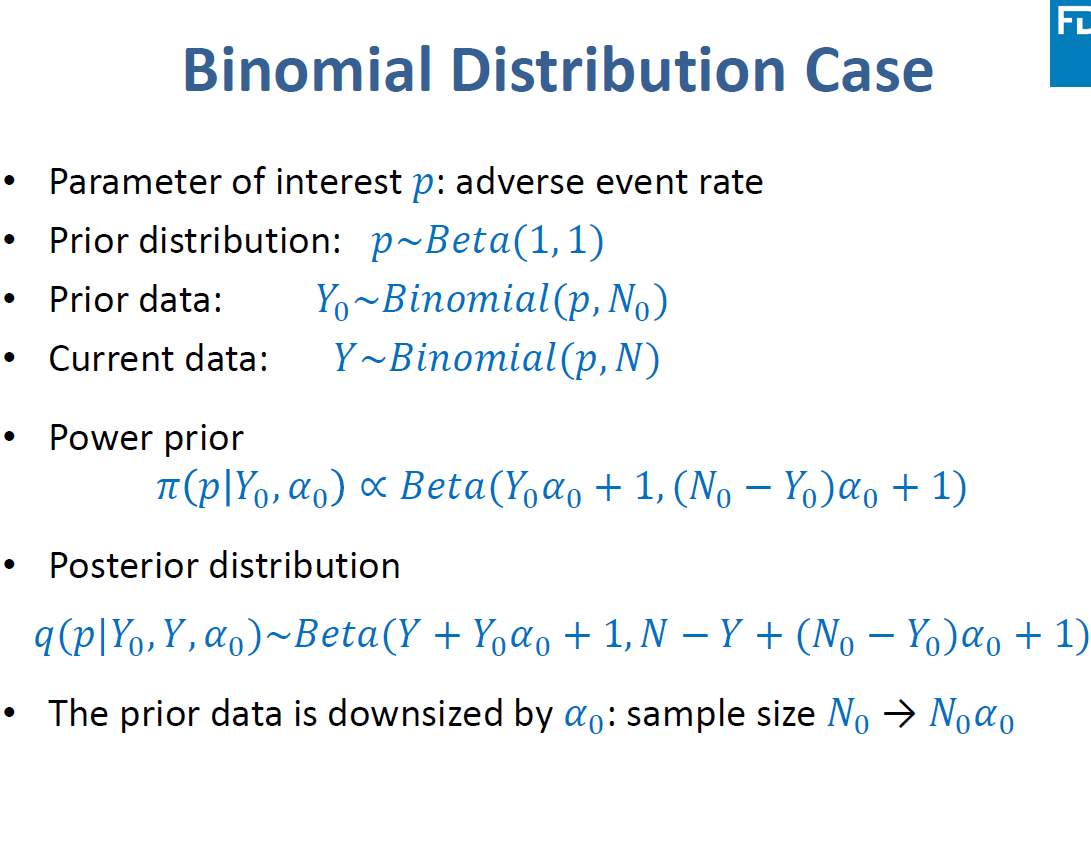 FD
Binomial Distribution Case
• Parameter of interest p: adverse event rate
• Prior distribution: p~Beta(1, 1)
• Prior data: Y₀~Binomial(p, N₀)
• Current data: Y~Binomial(p, N)
• Power prior
π(p|Y₀, α₀) ∝ Beta(Y₀α₀ + 1, (N₀ − Y₀)α₀ + 1)
• Posterior distribution
q(p|Y₀, Y, α₀)~Beta(Y + Y₀α₀ + 1, N − Y + (N₀ − Y₀)α₀ + 1)
• The prior data is downsized by α₀: sample size N₀ → N₀α₀